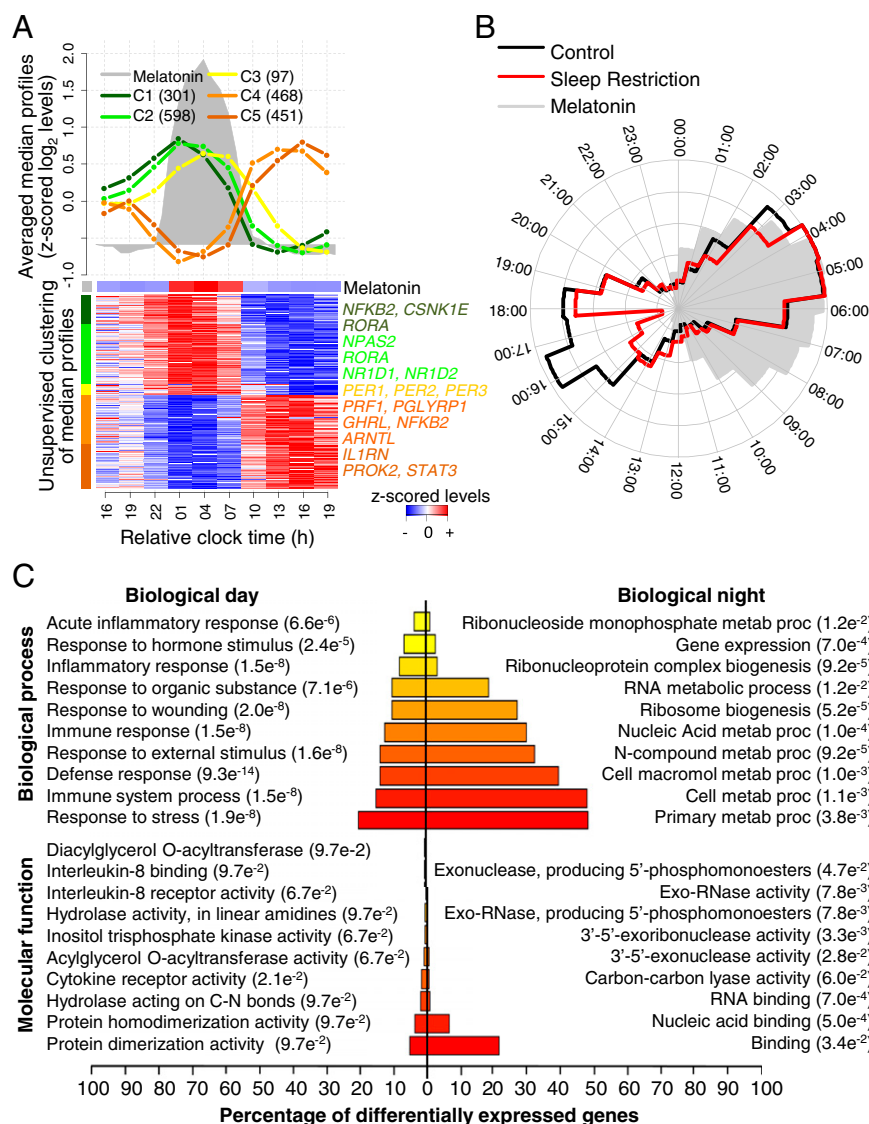 A
Averaged median profiles
(z-scored log2 levels)
2.0
1.5
1.0
0.5
0.0
-1.0
Melatonin
C1 (301)
C2 (598)
C3 (97)
C4 (468)
C5 (451)
Unsupervised clustering
of median profiles
Melatonin
NFKB2, CSNK1E
RORA
NPAS2
RORA
NR1D1, NR1D2
PER1, PER2, PER3
PRF1, PGLYRP1
GHRL, NFKB2
ARNTL
IL1RN
PROK2, STAT3
16 19 22 01 04 07 10 13 16 19
Relative clock time (h)
z-scored levels
- 0 +
B
Control
Sleep Restriction
Melatonin
00:00
01:00
02:00
03:00
04:00
05:00
06:00
07:00
08:00
09:00
10:00
11:00
12:00
13:00
14:00
15:00
16:00
17:00
18:00
19:00
20:00
21:00
22:00
23:00
C
Biological day
Biological night
Biological process
Acute inflammatory response (6.6e-6)
Response to hormone stimulus (2.4e-5)
Inflammatory response (1.5e-8)
Response to organic substance (7.1e-6)
Response to wounding (2.0e-8)
Immune response (1.5e-8)
Response to external stimulus (1.6e-8)
Defense response (9.3e-14)
Immune system process (1.5e-8)
Response to stress (1.9e-8)
Ribonucleoside monophosphate metab proc (1.2e-2)
Gene expression (7.0e-4)
Ribonucleoprotein complex biogenesis (9.2e-5)
RNA metabolic process (1.2e-2)
Ribosome biogenesis (5.2e-5)
Nucleic Acid metab proc (1.0e-4)
N-compound metab proc (9.2e-5)
Cell macromol metab proc (1.0e-3)
Cell metab proc (1.1e-3)
Primary metab proc (3.8e-3)
Molecular function
Diacylglycerol O-acyltransferase (9.7e-2)
Interleukin-8 binding (9.7e-2)
Interleukin-8 receptor activity (6.7e-2)
Hydrolase activity, in linear amidines (9.7e-2)
Inositol trisphosphate kinase activity (6.7e-2)
Acylglycerol O-acyltransferase activity (6.7e-2)
Cytokine receptor activity (2.1e-2)
Hydrolase acting on C-N bonds (9.7e-2)
Protein homodimerization activity (9.7e-2)
Protein dimerization activity (9.7e-2)
Exonuclease, producing 5’-phosphomonoesters (4.7e-2)
Exo-RNase activity (7.8e-3)
Exo-RNase, producing 5’-phosphomonoesters (7.8e-3)
3’-5’-exoribonuclease activity (3.3e-3)
3’-5’-exonuclease activity (2.8e-2)
Carbon-carbon lyase activity (6.0e-2)
RNA binding (7.0e-4)
Nucleic acid binding (5.0e-4)
Binding (3.4e-2)
100 90 80 70 60 50 40 30 20 10 0 10 20 30 40 50 60 70 80 90 100
Percentage of differentially expressed genes